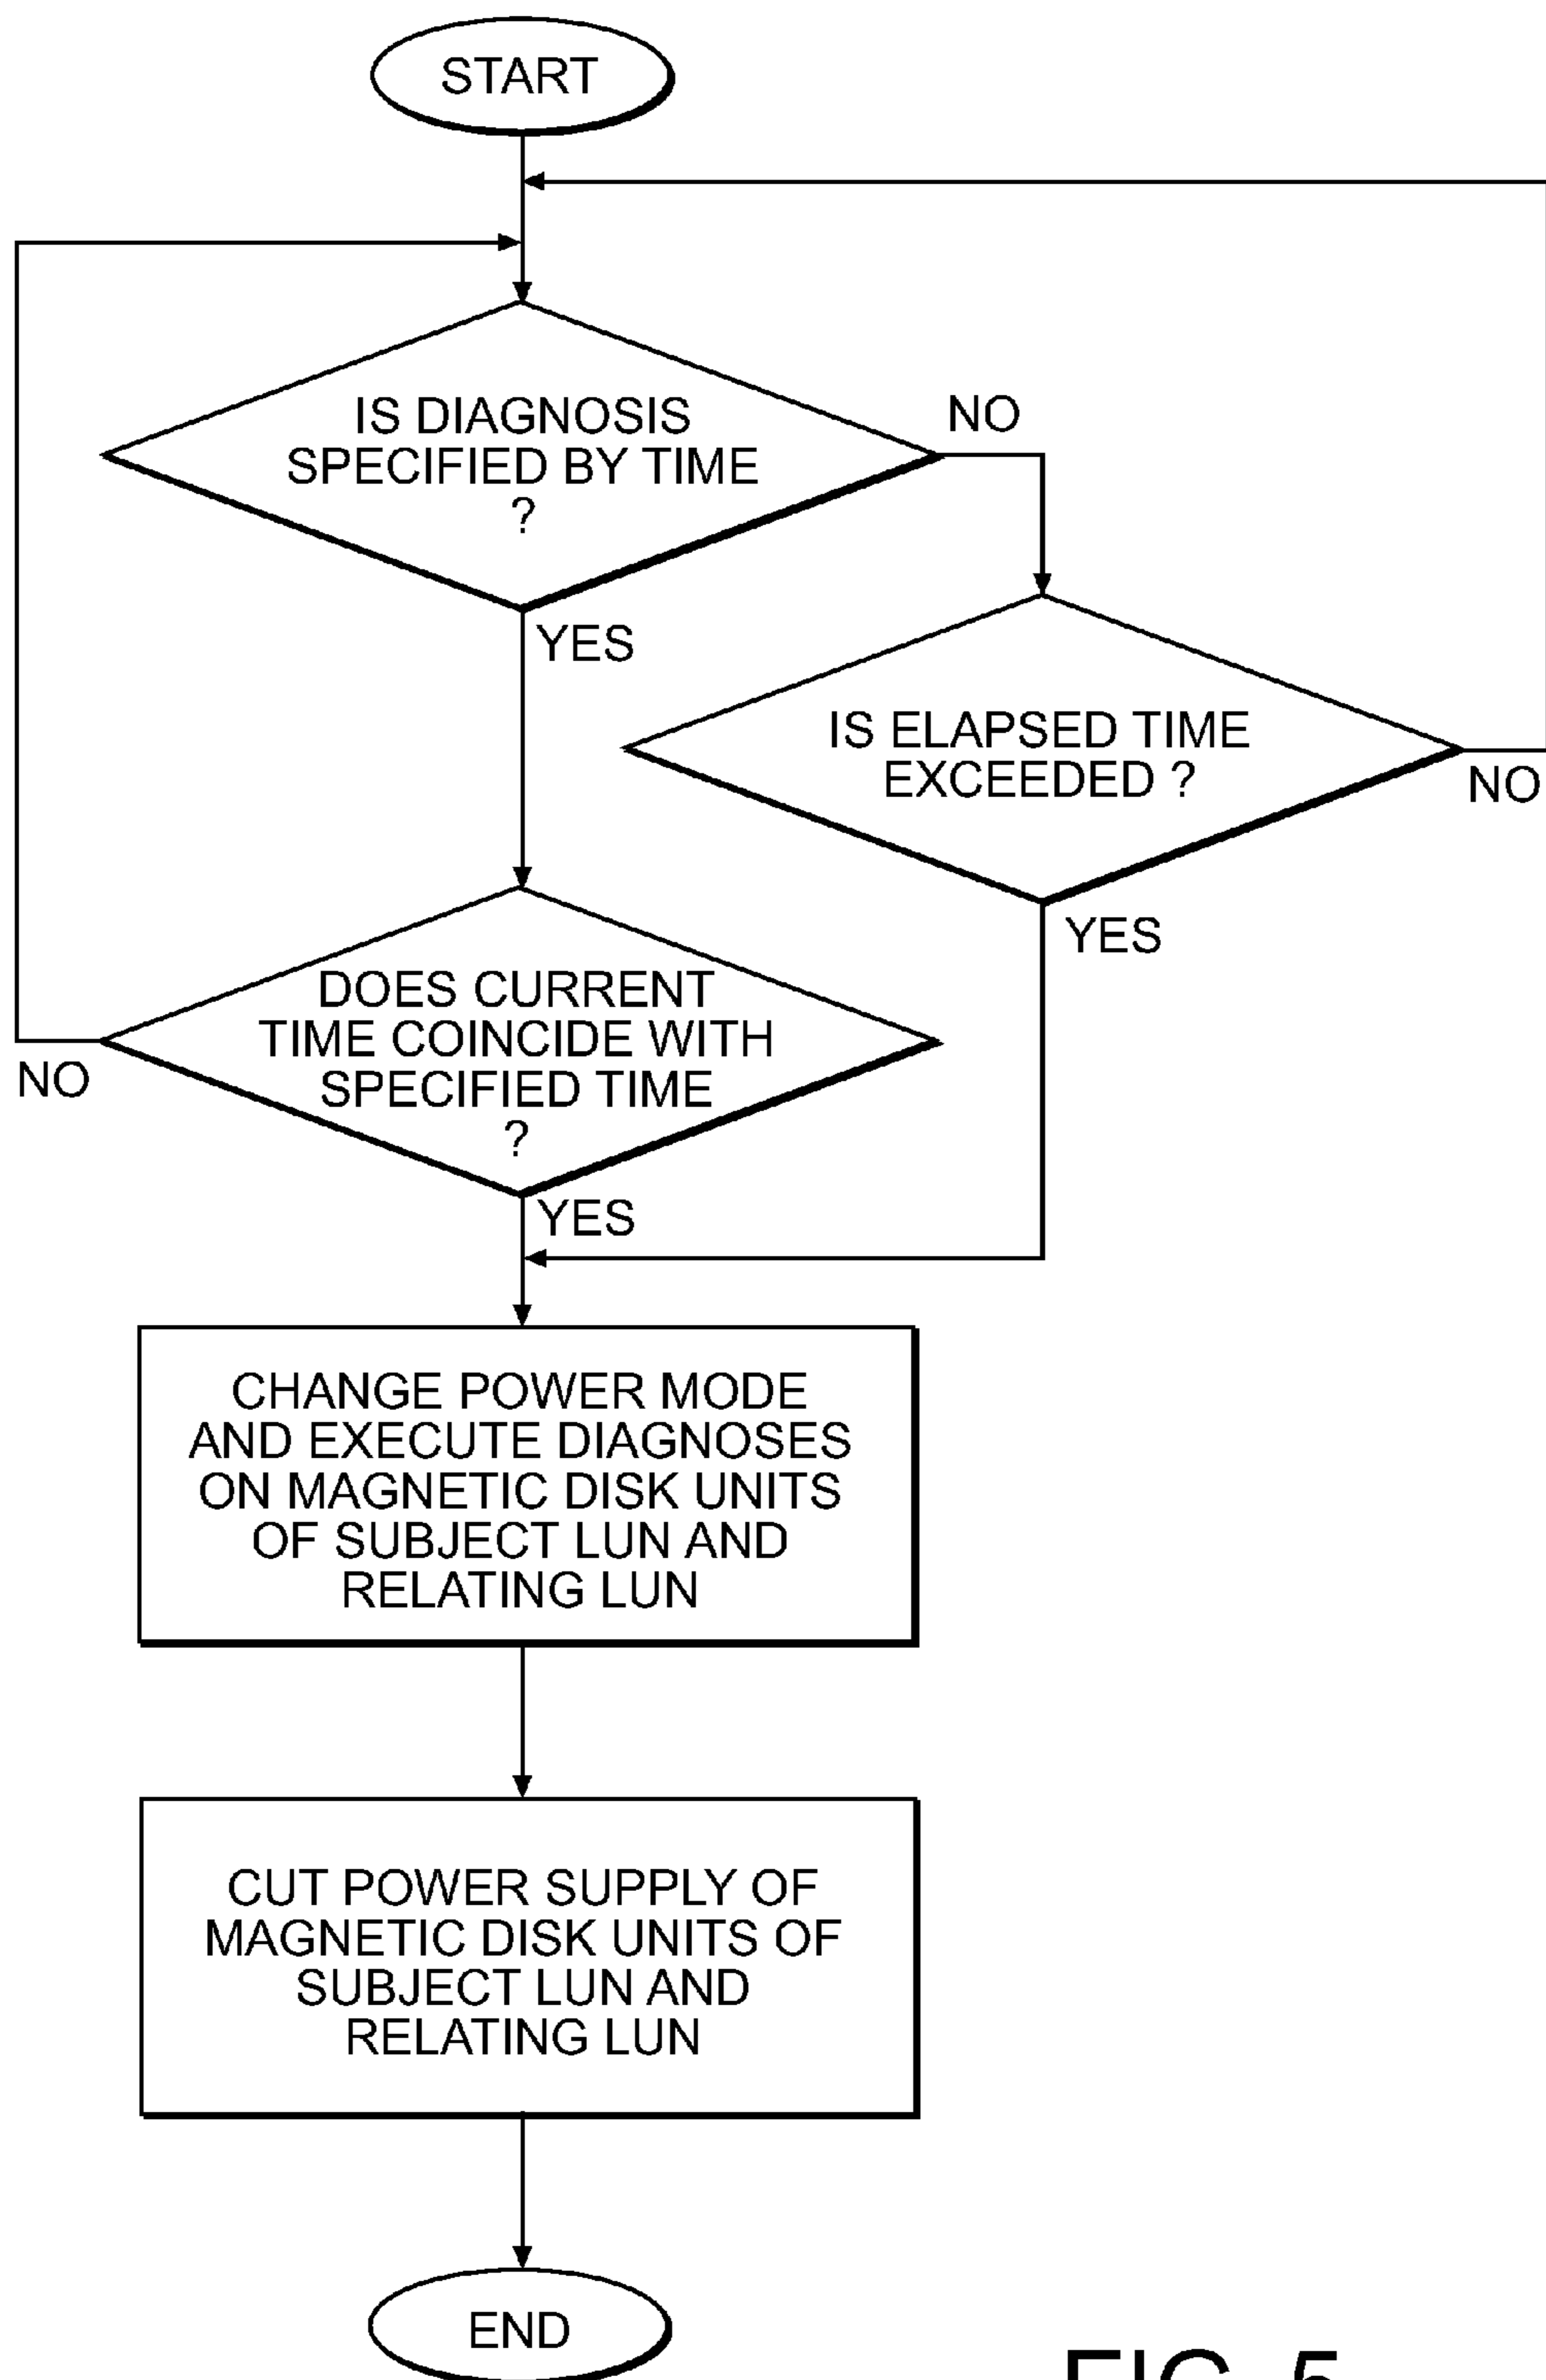 START
IS DIAGNOSIS
SPECIFIED BY TIME
?
NO
YES
IS ELAPSED TIME
EXCEEDED ?
NO
YES
DOES CURRENT
TIME COINCIDE WITH
SPECIFIED TIME
?
NO
YES
CHANGE POWER MODE
AND EXECUTE DIAGNOSES
ON MAGNETIC DISK UNITS
OF SUBJECT LUN AND
RELATING LUN
CUT POWER SUPPLY OF
MAGNETIC DISK UNITS OF
SUBJECT LUN AND
RELATING LUN
END
FIG. 5